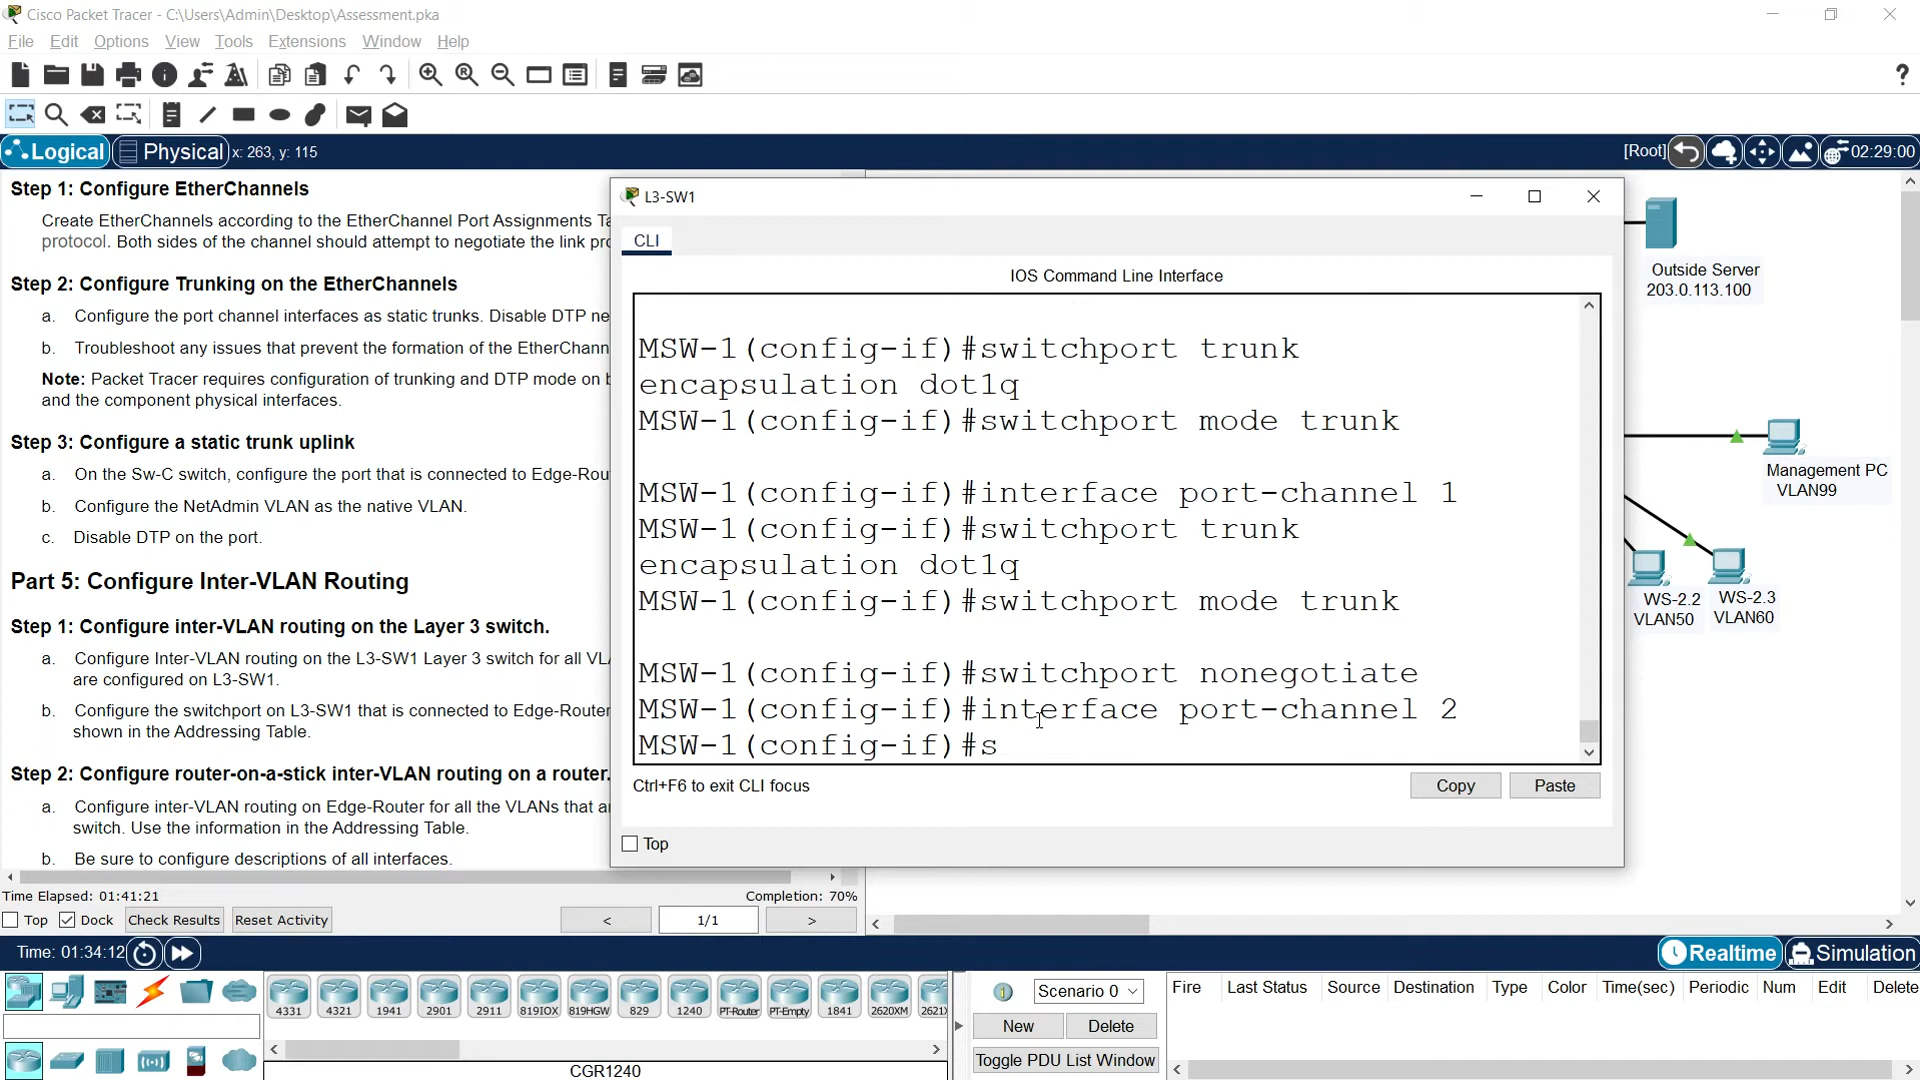 Cisco Packet Tracer - C:\Users\Admin\Desktop\Assessment.pka
File Edit Options View Tools Extensions Window Help
?
Logical Physical x: 263, y: 115 [Root] 02:29:00
Step 1: Configure EtherChannels
Create EtherChannels according to the EtherChannel Port Assignments Ta
protocol. Both sides of the channel should attempt to negotiate the link pro
Step 2: Configure Trunking on the EtherChannels
a. Configure the port channel interfaces as static trunks. Disable DTP ne
b. Troubleshoot any issues that prevent the formation of the EtherChann
Note: Packet Tracer requires configuration of trunking and DTP mode on b
and the component physical interfaces.
Step 3: Configure a static trunk uplink
a. On the Sw-C switch, configure the port that is connected to Edge-Rou
b. Configure the NetAdmin VLAN as the native VLAN.
c. Disable DTP on the port.
Part 5: Configure Inter-VLAN Routing
Step 1: Configure inter-VLAN routing on the Layer 3 switch.
a. Configure Inter-VLAN routing on the L3-SW1 Layer 3 switch for all VL
are configured on L3-SW1.
b. Configure the switchport on L3-SW1 that is connected to Edge-Router
shown in the Addressing Table.
Step 2: Configure router-on-a-stick inter-VLAN routing on a router.
a. Configure inter-VLAN routing on Edge-Router for all the VLANs that a
switch. Use the information in the Addressing Table.
b. Be sure to configure descriptions of all interfaces.
Time Elapsed: 01:41:21 Completion: 70%
Top Dock Check Results Reset Activity < 1/1 >
L3-SW1
CLI
IOS Command Line Interface
MSW-1(config-if)#switchport trunk
encapsulation dot1q
MSW-1(config-if)#switchport mode trunk
MSW-1(config-if)#interface port-channel 1
MSW-1(config-if)#switchport trunk
encapsulation dot1q
MSW-1(config-if)#switchport mode trunk
MSW-1(config-if)#switchport nonegotiate
MSW-1(config-if)#interface port-channel 2
MSW-1(config-if)#s
Ctrl+F6 to exit CLI focus Copy Paste
Top
Outside Server
203.0.113.100
Management PC
VLAN99
WS-2.2
VLAN50
WS-2.3
VLAN60
Time: 01:34:12 Realtime Simulation
4331 4321 1941 2901 2911 819IOX 819HGW 829 1240 PT-Router PT-Empty 1841 2620XM 2621X
CGR1240
Scenario 0
New Delete
Toggle PDU List Window
Fire Last Status Source Destination Type Color Time(sec) Periodic Num Edit Delete